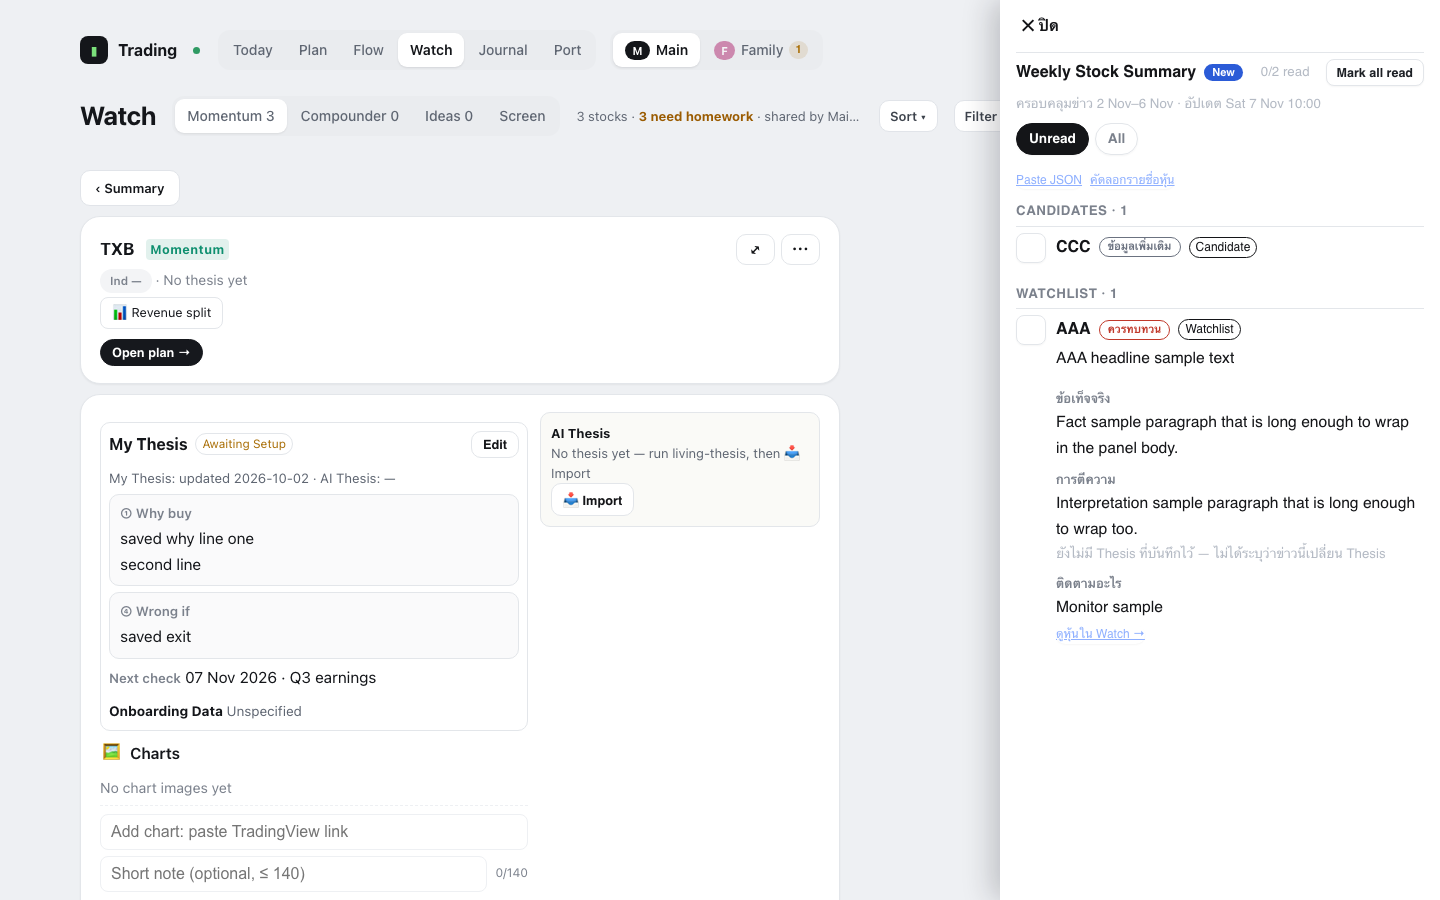 Trading
Today Plan Flow Watch Journal Port
M Main F Family 1
Watch
Momentum 3 Compounder 0 Ideas 0 Screen
3 stocks · 3 need homework · shared by Mai...
Sort ▾ Filter
‹ Summary
TXB Momentum
Ind — · No thesis yet
📊 Revenue split
Open plan →
⤢ ···
My Thesis Awaiting Setup Edit
My Thesis: updated 2026-10-02 · AI Thesis: —
① Why buy
saved why line one
second line
④ Wrong if
saved exit
Next check 07 Nov 2026 · Q3 earnings
Onboarding Data Unspecified
🖼️ Charts
No chart images yet
Add chart: paste TradingView link
Short note (optional, ≤ 140) 0/140
AI Thesis
No thesis yet — run living-thesis, then 📥
Import
📥 Import
✕ ปิด
Weekly Stock Summary New 0/2 read Mark all read
ครอบคลุมข่าว 2 Nov–6 Nov · อัปเดต Sat 7 Nov 10:00
Unread All
Paste JSON คัดลอกรายชื่อหุ้น
CANDIDATES · 1
CCC ข้อมูลเพิ่มเติม Candidate
WATCHLIST · 1
AAA ควรทบทวน Watchlist
AAA headline sample text
ข้อเท็จจริง
Fact sample paragraph that is long enough to wrap
in the panel body.
การตีความ
Interpretation sample paragraph that is long enough
to wrap too.
ยังไม่มี Thesis ที่บันทึกไว้ — ไม่ได้ระบุว่าข่าวนี้เปลี่ยน Thesis
ติดตามอะไร
Monitor sample
ดูหุ้นใน Watch →